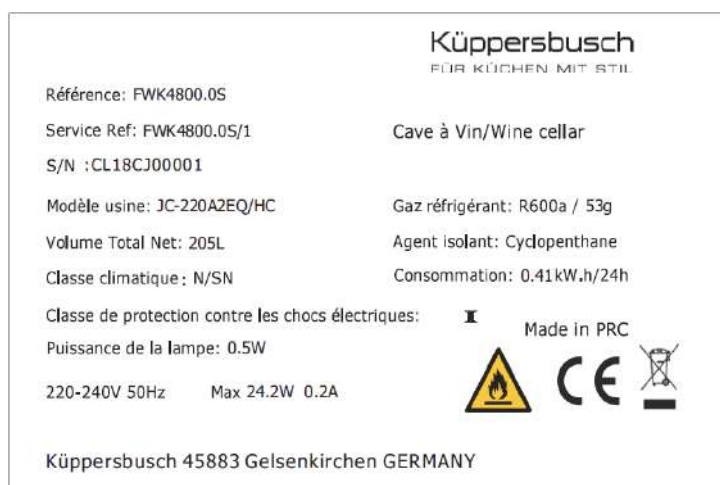 Küppersbusch
FÜR KÜCHEN MIT STIL
Référence: FWK4800.0S
Service Ref: FWK4800.0S/1
Cave à Vin/Wine cellar
S/N :CL18CJ00001
Modèle usine: JC-220A2EQ/HC
Gaz réfrigérant: R600a / 53g
Volume Total Net: 205L
Agent isolant: Cyclopenthane
Classe climatique: N/SN
Consommation: 0.41kW.h/24h
Classe de protection contre les chocs électriques: I
Made in PRC
Puissance de la lampe: 0.5W
220-240V 50Hz Max 24.2W 0.2A
CE
Küppersbusch 45883 Gelsenkirchen GERMANY